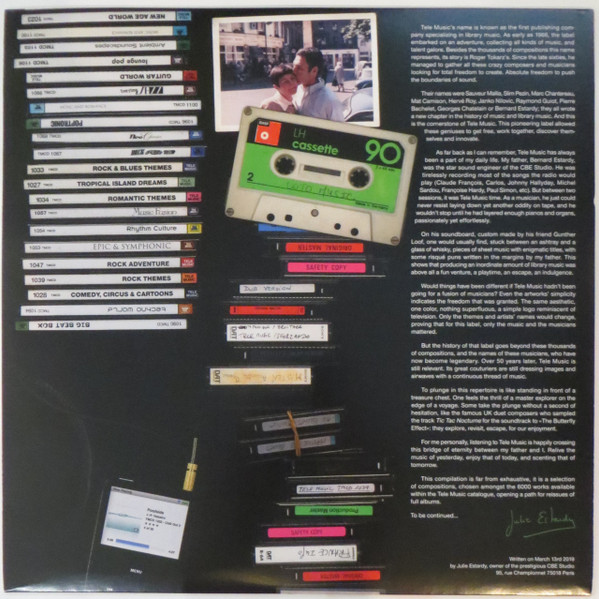 1023 NEW AGE WORLD
Ambient Soundscapes
lounge pop
GUITAR WORLD
POPTRONIC
1033 ROCK & BLUES THEMES
1027 TROPICAL ISLAND DREAMS
1034 ROMANTIC THEMES
Rhythm Culture
EPIC & SYMPHONIC
1047 ROCK ADVENTURE
1039 ROCK THEMES
1028 COMEDY, CIRCUS & CARTOONS
TECHNO WORLD
BIG BEAT BOX
BASF
LH
cassette 90
2
ORIGINAL MASTER
SAFETY COPY
DUB VERSION
DAT
DAT
Production Master
SAFETY COPY
DAT
ORIGINAL MASTER
Tele Music's name is known as the first publishing com-
pany specialising in library music. As early as 1966, the label
embarked on an adventure, collecting all kinds of music, and
talent galore. Besides the thousands of compositions this name
represents, its story is Roger Tokarz's. Since the late sixties, he
managed to gather all these crazy composers and musicians
looking for total freedom to create. Absolute freedom to push
the boundaries of sound.
Their names were Sauveur Mallia, Slim Pezin, Marc Chantereau,
Mat Camison, Hervé Roy, Janko Nilovic, Raymond Guiot, Pierre
Bachelet, Georges Chatelain or Bernard Estardy; they all wrote
a new chapter in the history of music and library music. And this
is the cornerstone of Tele Music. This pioneering label allowed
these geniuses to get free, work together, discover them-
selves and innovate.
As far back as I can remember, Tele Music has always
been a part of my daily life. My father, Bernard Estardy,
was the star sound engineer of the CBE Studio. He was
tirelessly recording most of the songs the radio would
play (Claude François, Carlos, Johnny Hallyday, Michel
Sardou, Françoise Hardy, Paul Simon, etc). But between two
sessions, it was Tele Music time. As a musician, he just could
never resist laying down yet another oddity on tape, and he
wouldn't stop until he had layered enough pianos and organs,
passionately yet effortlessly.
On his soundboard, custom made by his friend Gunther
Loof, one would usually find, stuck between an ashtray and a
glass of whisky, pieces of sheet music with enigmatic titles, with
some risqué puns written in the margins by my father. This
shows that producing an inordinate amount of library music was
above all a fun venture, a playtime, an escape, an indulgence.
Would things have been different if Tele Music hadn't been
going for a fusion of musicians? Even the artworks' simplicity
indicates the freedom that was granted. The same aesthetic,
one color, nothing superfluous, a simple logo reminiscent of
television. Only the themes and artists' names would change,
proving that for this label, only the music and the musicians
mattered.
But the history of that label goes beyond these thousands
of compositions, and the names of these musicians, who have
now become legendary. Over 50 years later, Tele Music is
still relevant. Its great couturiers are still dressing images and
airwaves with a continuous thread of music.
To plunge in this repertoire is like standing in front of a
treasure chest. One feels the thrill of a master explorer on the
edge of a voyage. Some take the plunge without a second of
hesitation, like the famous UK duet composers who sampled
the track Tic Tac Nocturne for the soundtrack to «The Butterfly
Effect»: they explore, revisit, escape, for our enjoyment.
For me personally, listening to Tele Music is happily crossing
this bridge of eternity between my father and I. Relive the
music of yesterday, enjoy that of today, and scanting that of
tomorrow.
This compilation is far from exhaustive, it is a selection
of compositions, chosen amongst the 6000 works available
within the Tele Music catalogue, opening a path for reissues of
full albums.
To be continued...
Julie Estardy
Written on March 13rd 2019
by Julie Estardy, owner of the prestigious CBE Studio
95, rue Championnet 75018 Paris